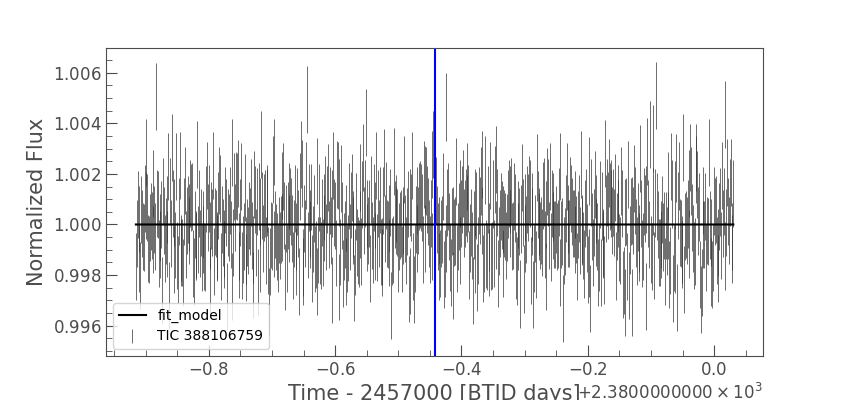 1.006
1.004
1.002
1.000
0.998
0.996
Normalized Flux
fit_model
TIC 388106759
−0.8
−0.6
−0.4
−0.2
0.0
Time - 2457000 [BTJD days]
+2.3800000000 × 10³